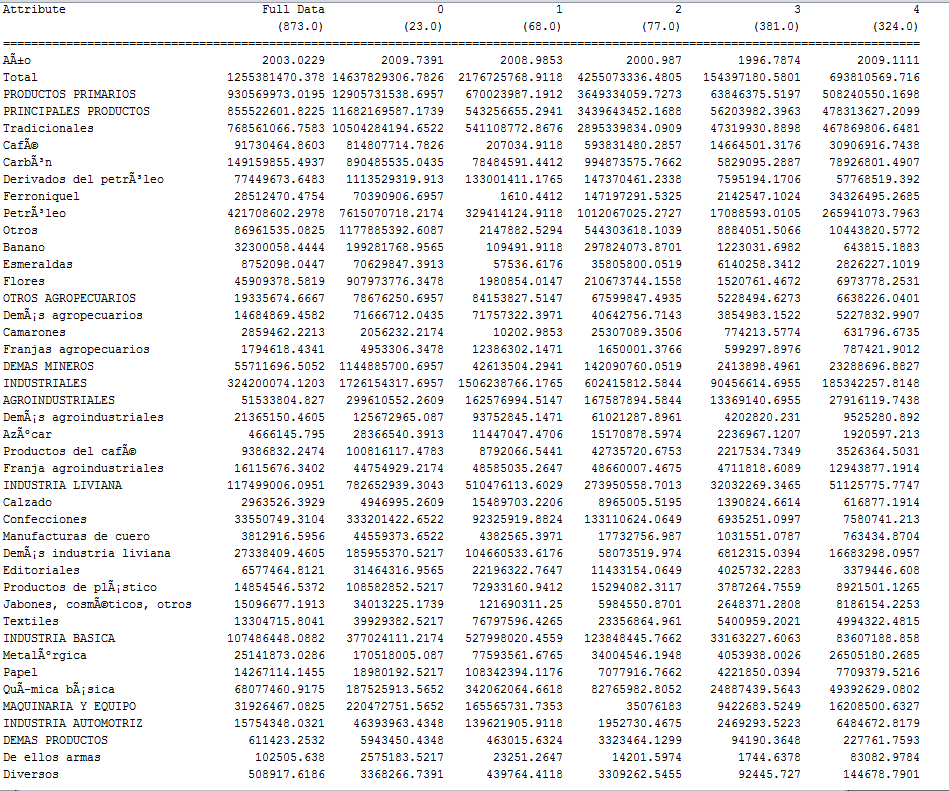 Attribute Full Data 0 1 2 3 4
(873.0) (23.0) (68.0) (77.0) (381.0) (324.0)
================================================================================
AÃ±o 2003.0229 2009.7391 2008.9853 2000.987 1996.7874 2009.1111
Total 1255381470.378 14637829306.7826 2176725768.9118 4255073336.4805 154397180.5801 693810569.716
PRODUCTOS PRIMARIOS 930569973.0195 12905731538.6957 670023987.1912 3649334059.7273 63846375.5197 508240550.1698
PRINCIPALES PRODUCTOS 855522601.8225 11682169587.1739 543256655.2941 3439643452.1688 56203982.3963 478313627.2099
Tradicionales 768561066.7583 10504284194.6522 541108772.8676 2895339834.0909 47319930.8898 467869806.6481
CafÃ© 91730464.8603 814807714.7826 207034.9118 593831480.2857 14664501.3176 30906916.7438
CarbÃ³n 149159855.4937 890485535.0435 78484591.4412 994873575.7662 5829095.2887 78926801.4907
Derivados del petrÃ³leo 77449673.6483 1113529319.913 133001411.1765 147370461.2338 7595194.1706 57768519.392
Ferroniquel 28512470.4754 70390906.6957 1610.4412 147197291.5325 2142547.1024 34326495.2685
PetrÃ³leo 421708602.2978 7615070718.2174 329414124.9118 1012067025.2727 17088593.0105 265941073.7963
Otros 86961535.0825 1177885392.6087 2147882.5294 544303618.1039 8884051.5066 10443820.5772
Banano 32300058.4444 199281768.9565 109491.9118 297824073.8701 1223031.6982 643815.1883
Esmeraldas 8752098.0447 70629847.3913 57536.6176 35805800.0519 6140258.3412 2826227.1019
Flores 45909378.5819 907973776.3478 1980854.0147 210673744.1558 1520761.4672 6973778.2531
OTROS AGROPECUARIOS 19335674.6667 78676250.6957 84153827.5147 67599847.4935 5228494.6273 6638226.0401
DemÃ¡s agropecuarios 14684869.4582 71666712.0435 71757322.3971 40642756.7143 3854983.1522 5227832.9907
Camarones 2859462.2213 2056232.2174 10202.9853 25307089.3506 774213.5774 631796.6735
Franjas agropecuarios 1794618.4341 4953306.3478 12386302.1471 1650001.3766 599297.8976 787421.9012
DEMAS MINEROS 55711696.5052 1144885700.6957 42613504.2941 142090760.0519 2413898.4961 23288696.8827
INDUSTRIALES 324200074.1203 1726154317.6957 1506238766.1765 602415812.5844 90456614.6955 185342257.8148
AGROINDUSTRIALES 51533804.827 299610552.2609 162576994.5147 167587894.5844 13369140.6955 27916119.7438
DemÃ¡s agroindustriales 21365150.4605 125672965.087 93752845.1471 61021287.8961 4202820.231 9525280.892
AzÃºcar 4666145.795 28366540.3913 11447047.4706 15170878.5974 2236967.1207 1920597.213
Productos del cafÃ© 9386832.2474 100816117.4783 8792066.5441 42735720.6753 2217534.7349 3526364.5031
Franja agroindustriales 16115676.3402 44754929.2174 48585035.2647 48660007.4675 4711818.6089 12943877.1914
INDUSTRIA LIVIANA 117499006.0951 782652939.3043 510476113.6029 273950558.7013 32032269.3465 51125775.7747
Calzado 2963526.3929 4946995.2609 15489703.2206 8965005.5195 1390824.6614 616877.1914
Confecciones 33550749.3104 333201422.6522 92325919.8824 133110624.0649 6935251.0997 7580741.213
Manufacturas de cuero 3812916.5956 44559373.6522 4382565.3971 17732756.987 1031551.0787 763434.8704
DemÃ¡s industria liviana 27338409.4605 185955370.5217 104660533.6176 58073519.974 6812315.0394 16683298.0957
Editoriales 6577464.8121 31464316.9565 22196322.7647 11433154.0649 4025732.2283 3379446.608
Productos de plÃ¡stico 14854546.5372 108582852.5217 72933160.9412 15294082.3117 3787264.7559 8921501.1265
Jabones, cosmÃ©ticos, otros 15096677.1913 34013225.1739 121690311.25 5984550.8701 2648371.2808 8186154.2253
Textiles 13304715.8041 39929382.5217 76797596.4265 23356864.961 5400959.2021 4994322.4815
INDUSTRIA BASICA 107486448.0882 377024111.2174 527998020.4559 123848445.7662 33163227.6063 83607188.858
MetalÃºrgica 25141873.0286 170518005.087 77593561.6765 34004546.1948 4053938.0026 26505180.2685
Papel 14267114.1455 18980192.5217 108342394.1176 7077916.7662 4221850.0394 7709379.5216
QuÃ­mica bÃ¡sica 68077460.9175 187525913.5652 342062064.6618 82765982.8052 24887439.5643 49392629.0802
MAQUINARIA Y EQUIPO 31926467.0825 220472751.5652 165565731.7353 35076183 9422683.5249 16208500.6327
INDUSTRIA AUTOMOTRIZ 15754348.0321 46393963.4348 139621905.9118 1952730.4675 2469293.5223 6484672.8179
DEMAS PRODUCTOS 611423.2532 5943450.4348 463015.6324 3323464.1299 94190.3648 227761.7593
De ellos armas 102505.638 2575183.5217 23251.2647 14201.5974 1744.6378 83082.9784
Diversos 508917.6186 3368266.7391 439764.4118 3309262.5455 92445.727 144678.7901